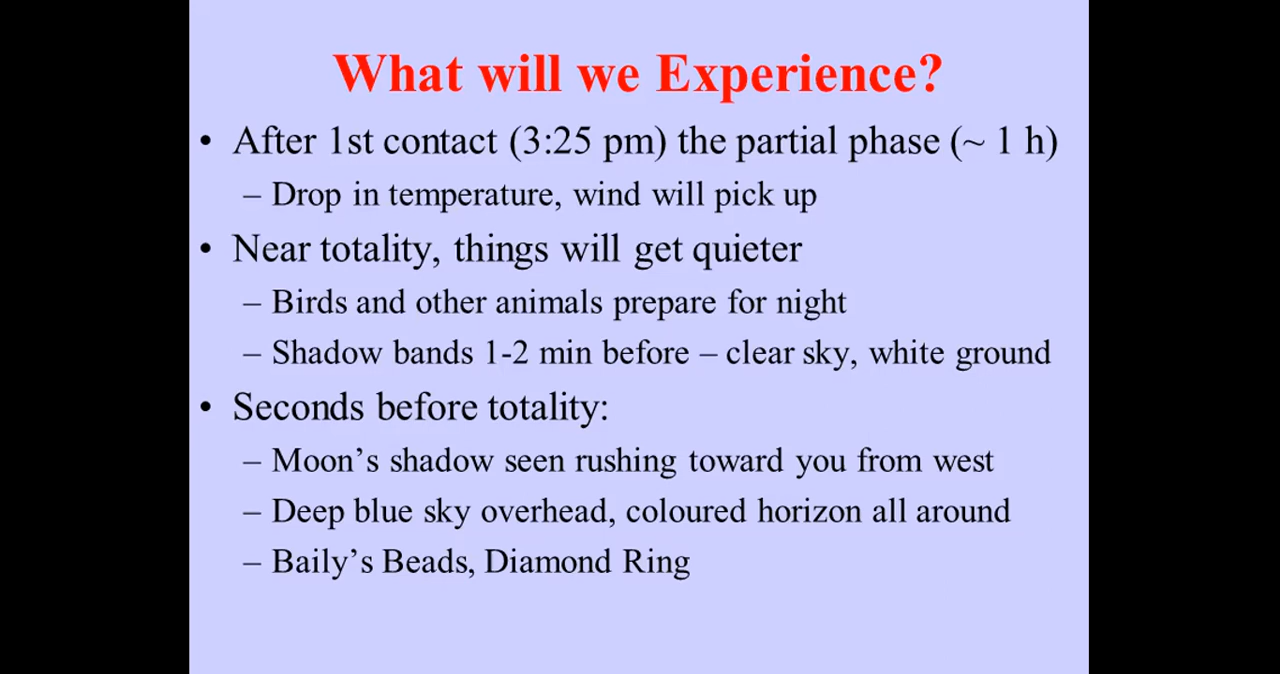 What will we Experience?
• After 1st contact (3:25 pm) the partial phase (~ 1 h)
– Drop in temperature, wind will pick up
• Near totality, things will get quieter
– Birds and other animals prepare for night
– Shadow bands 1-2 min before – clear sky, white ground
• Seconds before totality:
– Moon’s shadow seen rushing toward you from west
– Deep blue sky overhead, coloured horizon all around
– Baily’s Beads, Diamond Ring